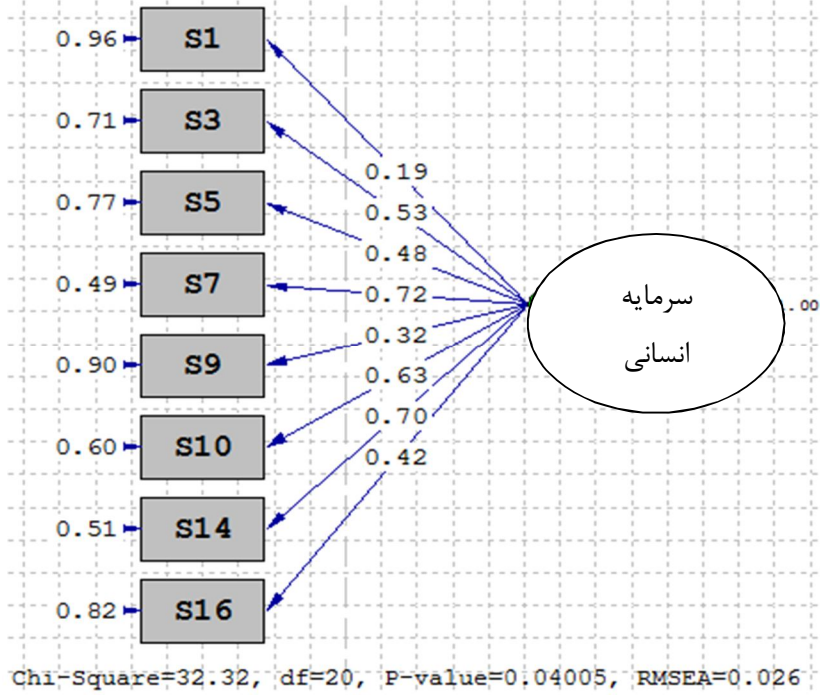 0.96 S1
0.71 S3
0.77 S5
0.49 S7
0.90 S9
0.60 S10
0.51 S14
0.82 S16
0.19
0.53
0.48
0.72
0.32
0.63
0.70
0.42
سرمایه
انسانی
.00
Chi-Square=32.32, df=20, P-value=0.04005, RMSEA=0.026